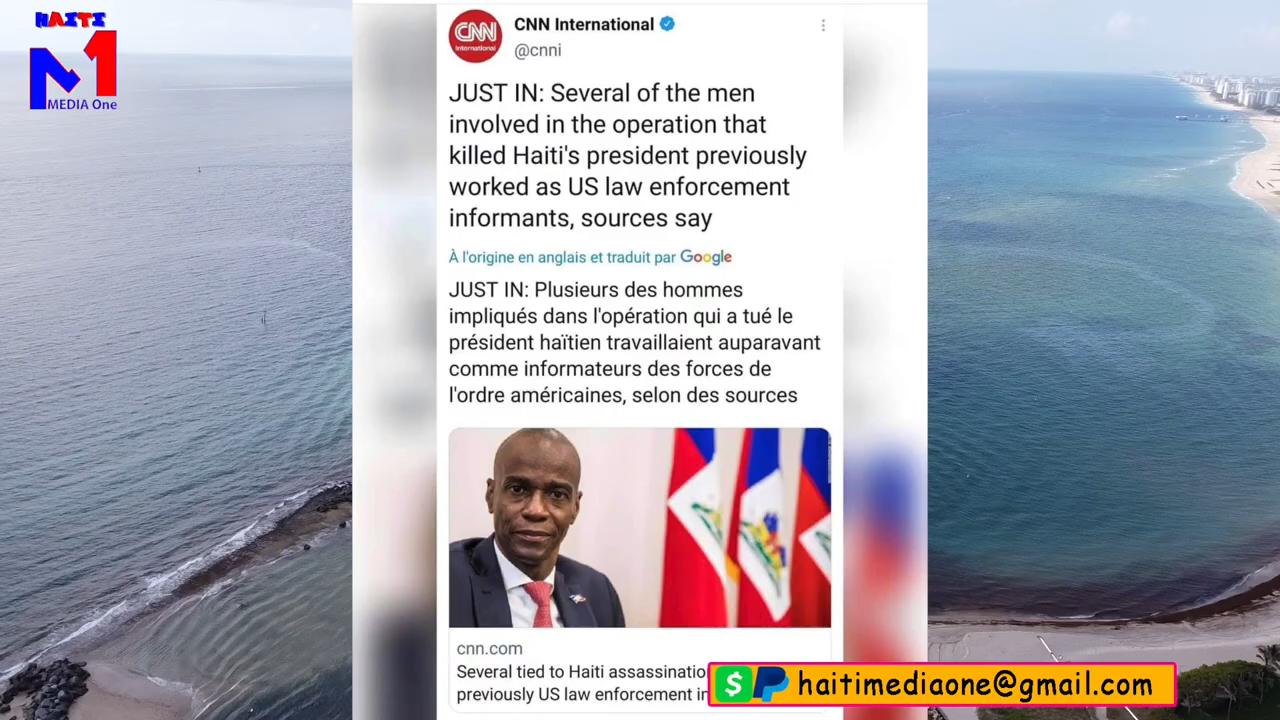 HAITI
M1
MEDIA One
CNN
International
CNN International
@cnni
JUST IN: Several of the men
involved in the operation that
killed Haiti's president previously
worked as US law enforcement
informants, sources say
À l'origine en anglais et traduit par Google
JUST IN: Plusieurs des hommes
impliqués dans l'opération qui a tué le
président haïtien travaillaient auparavant
comme informateurs des forces de
l'ordre américaines, selon des sources
cnn.com
Several tied to Haiti assassinatio
previously US law enforcement in
$ P haitimediaone@gmail.com